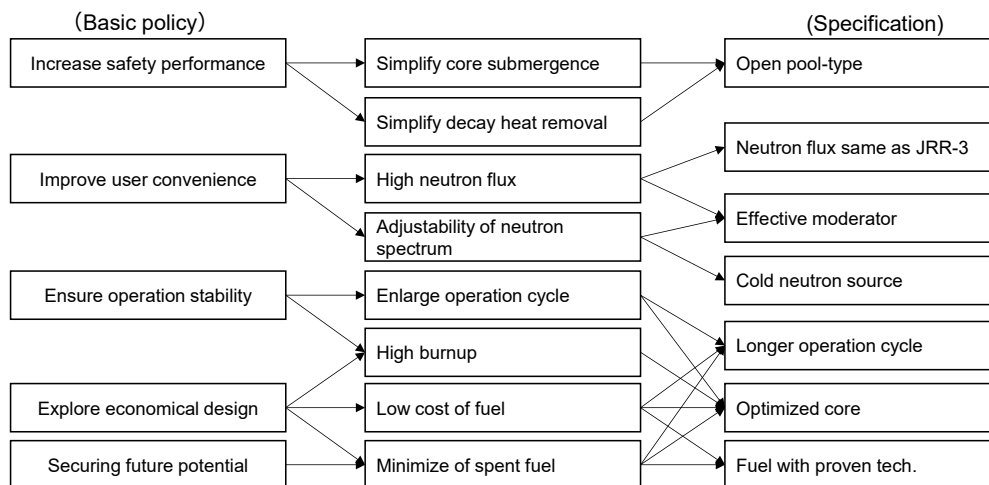 (Basic policy）
(Specification)
Increase safety performance
Simplify core submergence
Open pool-type
Simplify decay heat removal
Neutron flux same as JRR-3
Improve user convenience
High neutron flux
Effective moderator
Adjustability of neutron
spectrum
Cold neutron source
Ensure operation stability
Enlarge operation cycle
Longer operation cycle
High burnup
Explore economical design
Low cost of fuel
Optimized core
Securing future potential
Minimize of spent fuel
Fuel with proven tech.